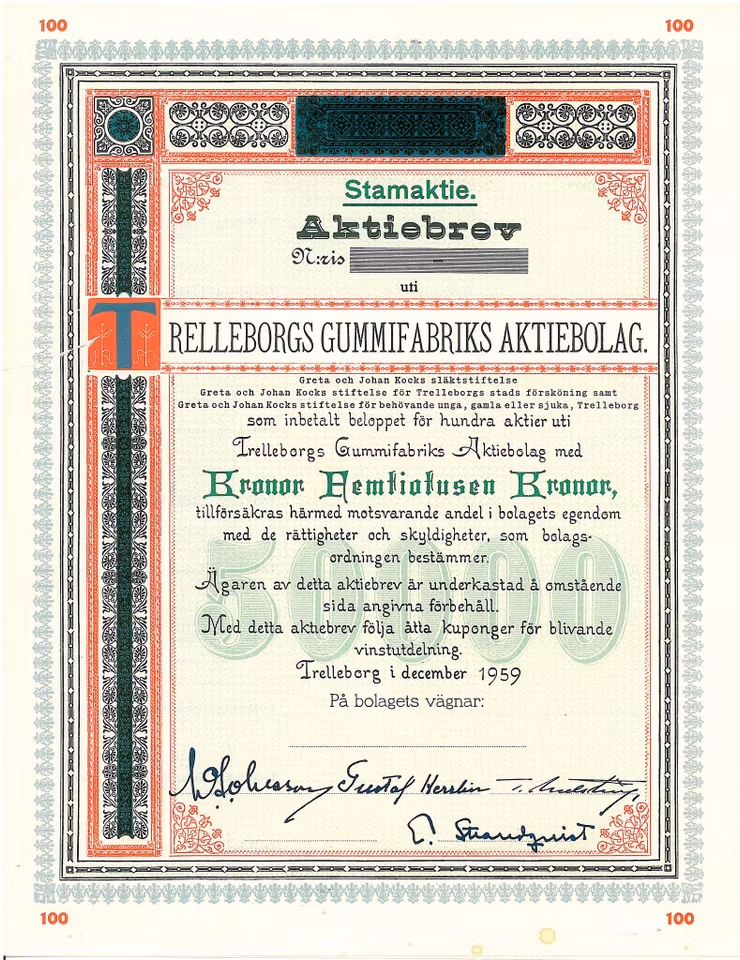 100 100
Stamaktie.
Aktiebrev
N:ris –
uti
TRELLEBORGS GUMMIFABRIKS AKTIEBOLAG.
Greta och Johan Kocks släktstiftelse
Greta och Johan Kocks stiftelse för Trelleborgs stads försköning samt
Greta och Johan Kocks stiftelse för behövande unga, gamla eller sjuka, Trelleborg
som inbetalt beloppet för hundra aktier uti
Trelleborgs Gummifabriks Aktiebolag med
Kronor Femtiotusen Kronor,
tillförsäkras härmed motsvarande andel i bolagets egendom
med de rättigheter och skyldigheter, som bolags-
ordningen bestämmer.
50000
Ägaren av detta aktiebrev är underkastad å omstående
sida angivna förbehåll.
Med detta aktiebrev följa åtta kuponger för blivande
vinstutdelning.
Trelleborg i december 1959
På bolagets vägnar:
Gustaf Herrlin
E. Strandqvist
100 100